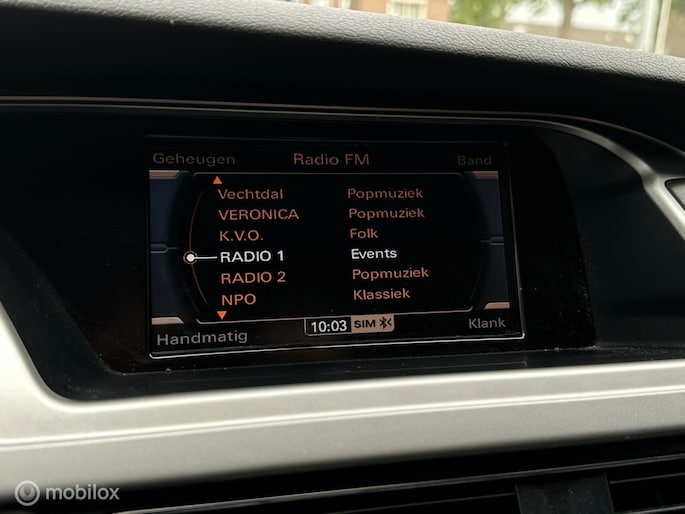 Geheugen Radio FM Band
Vechtdal Popmuziek
VERONICA Popmuziek
K.V.O. Folk
RADIO 1 Events
RADIO 2 Popmuziek
NPO Klassiek
10:03 SIM
Handmatig Klank
mobilox